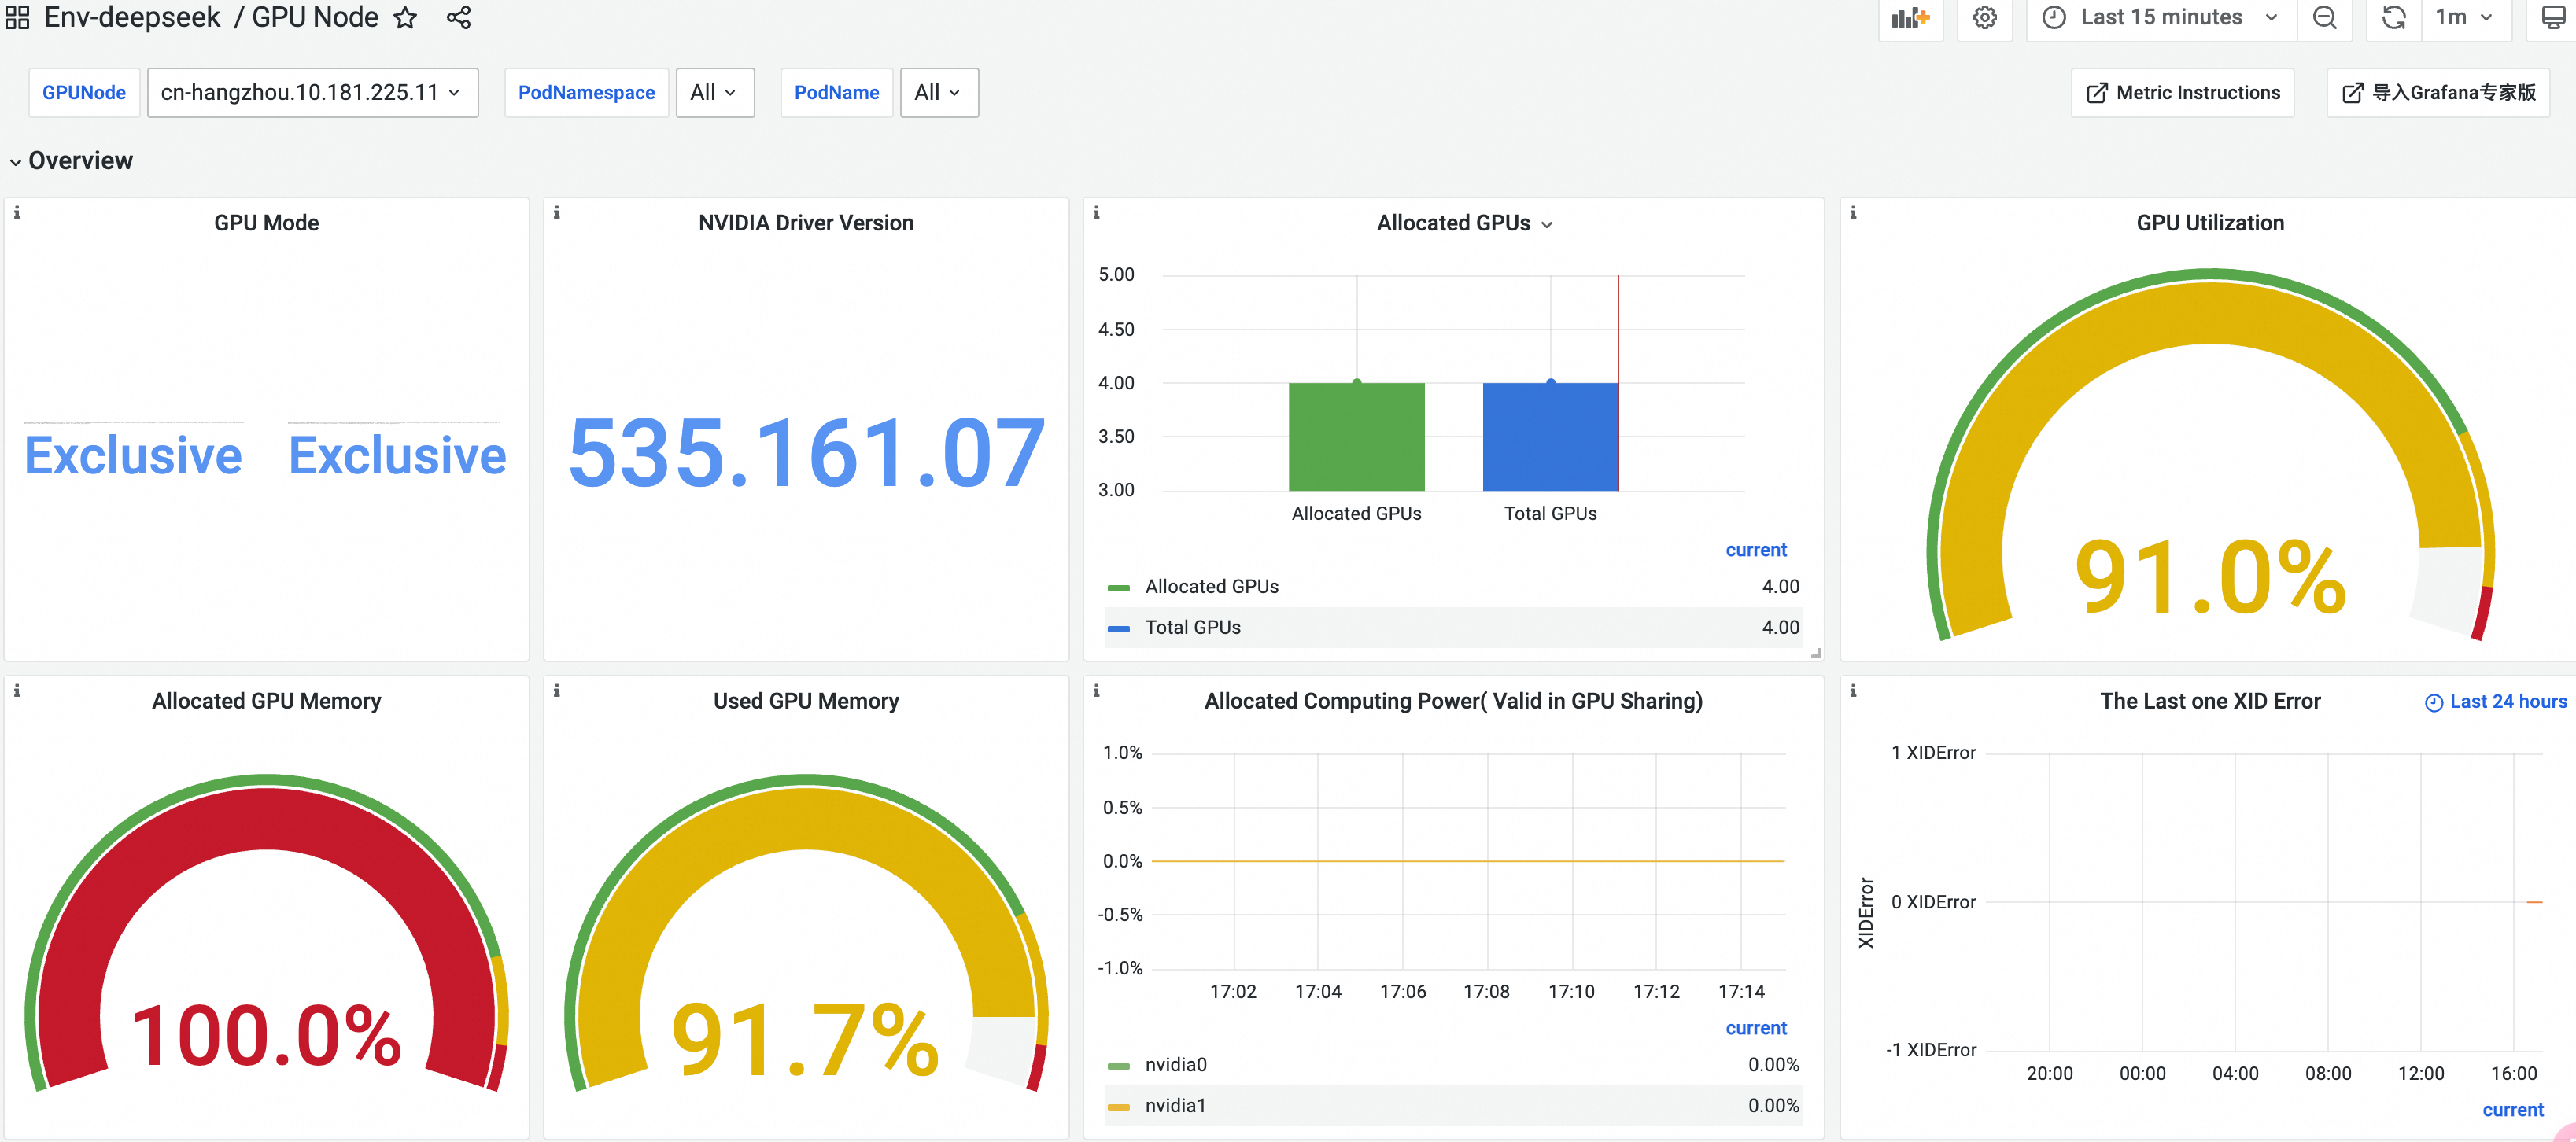 Env-deepseek / GPU Node
Last 15 minutes
1m
GPUNode
cn-hangzhou.10.181.225.11
PodNamespace
All
PodName
All
Metric Instructions
导入Grafana专家版
Overview
GPU Mode
Exclusive
Exclusive
NVIDIA Driver Version
535.161.07
Allocated GPUs
5.00
4.50
4.00
3.50
3.00
Allocated GPUs
Total GPUs
current
Allocated GPUs 4.00
Total GPUs 4.00
GPU Utilization
91.0%
Allocated GPU Memory
100.0%
Used GPU Memory
91.7%
Allocated Computing Power( Valid in GPU Sharing)
1.0%
0.5%
0.0%
-0.5%
-1.0%
17:02 17:04 17:06 17:08 17:10 17:12 17:14
current
nvidia0 0.00%
nvidia1 0.00%
The Last one XID Error
Last 24 hours
XIDError
1 XIDError
0 XIDError
-1 XIDError
20:00 00:00 04:00 08:00 12:00 16:00
current